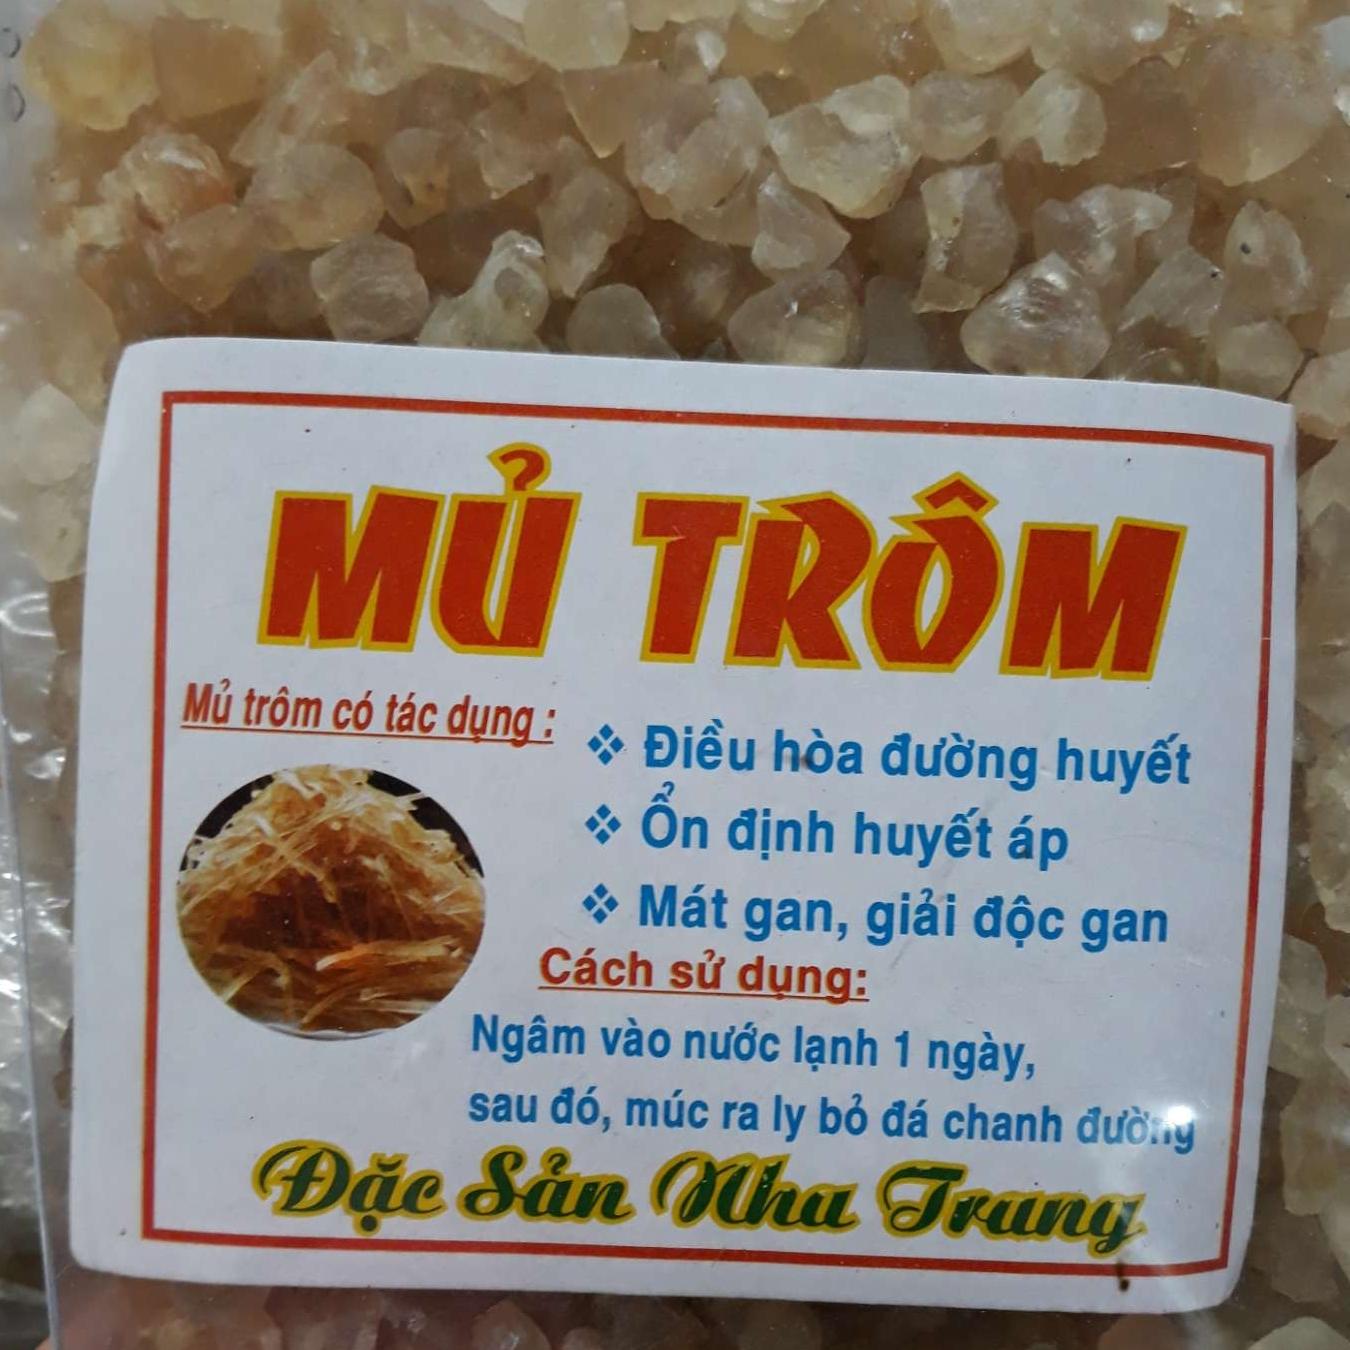 MỦ TRÔM
Mủ trôm có tác dụng :
❖ Điều hòa đường huyết
❖ Ổn định huyết áp
❖ Mát gan, giải độc gan
Cách sử dụng:
Ngâm vào nước lạnh 1 ngày,
sau đó, múc ra ly bỏ đá chanh đường
Đặc Sản Nha Trang